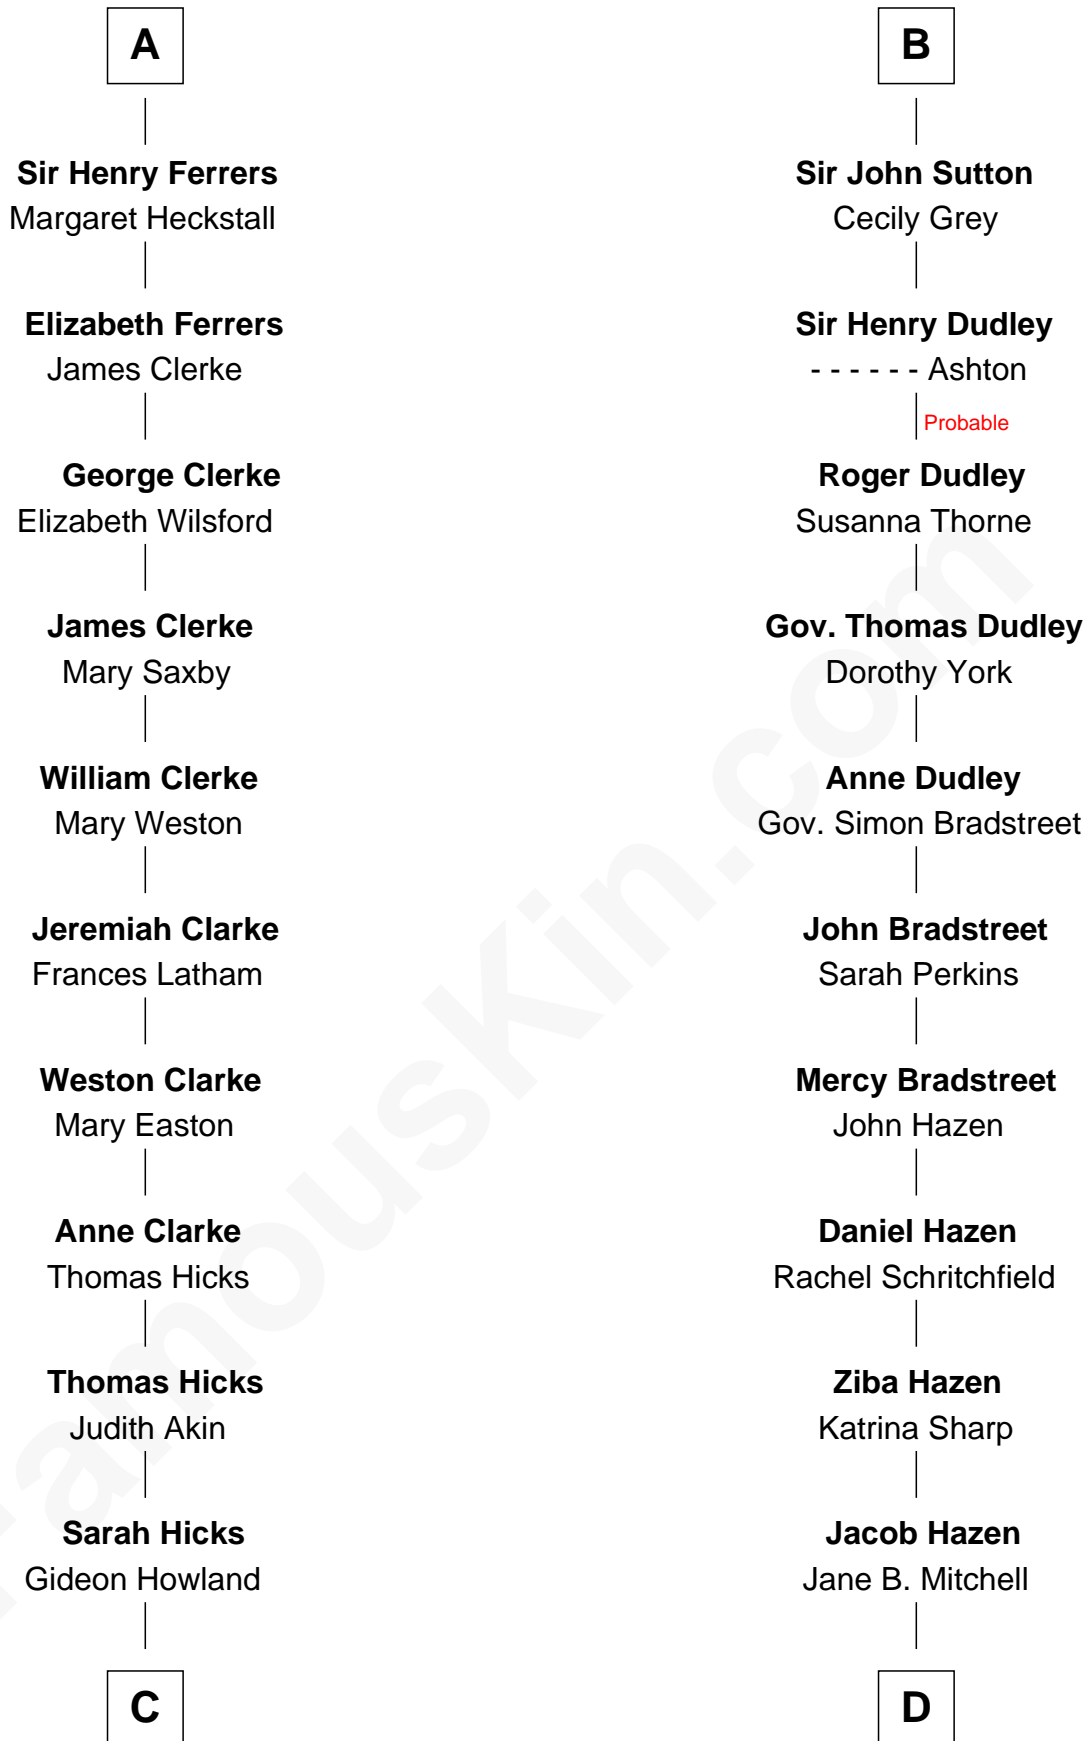 A
Sir Henry Ferrers
Margaret Heckstall
Elizabeth Ferrers
James Clerke
George Clerke
Elizabeth Wilsford
James Clerke
Mary Saxby
William Clerke
Mary Weston
Jeremiah Clarke
Frances Latham
Weston Clarke
Mary Easton
Anne Clarke
Thomas Hicks
Thomas Hicks
Judith Akin
Sarah Hicks
Gideon Howland
C
B
Sir John Sutton
Cecily Grey
Sir Henry Dudley
- - - - - - Ashton
Probable
Roger Dudley
Susanna Thorne
Gov. Thomas Dudley
Dorothy York
Anne Dudley
Gov. Simon Bradstreet
John Bradstreet
Sarah Perkins
Mercy Bradstreet
John Hazen
Daniel Hazen
Rachel Schritchfield
Ziba Hazen
Katrina Sharp
Jacob Hazen
Jane B. Mitchell
D
FamousKin.com